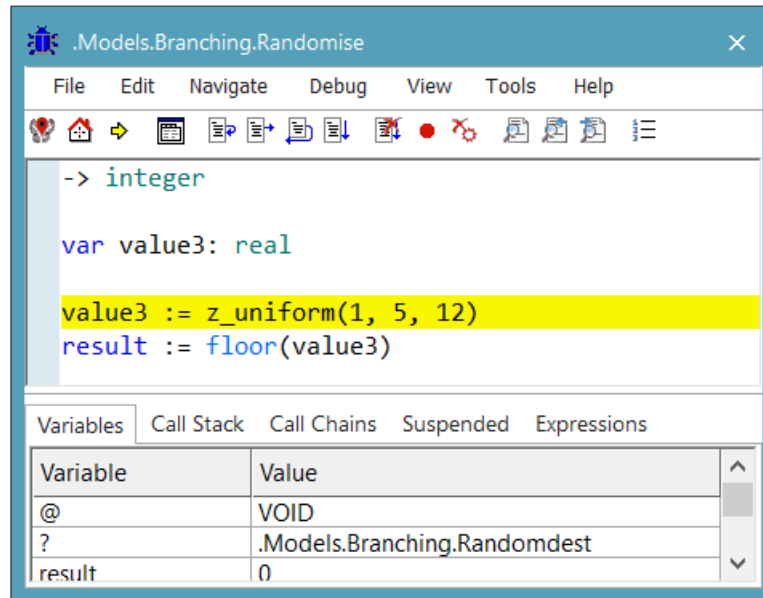 .Models.Branching.Randomise
File Edit Navigate Debug View Tools Help
-> integer
var value3: real
value3 := z_uniform(1, 5, 12)
result := floor(value3)
Variables Call Stack Call Chains Suspended Expressions
Variable Value
@ VOID
? .Models.Branching.Randomdest
result 0